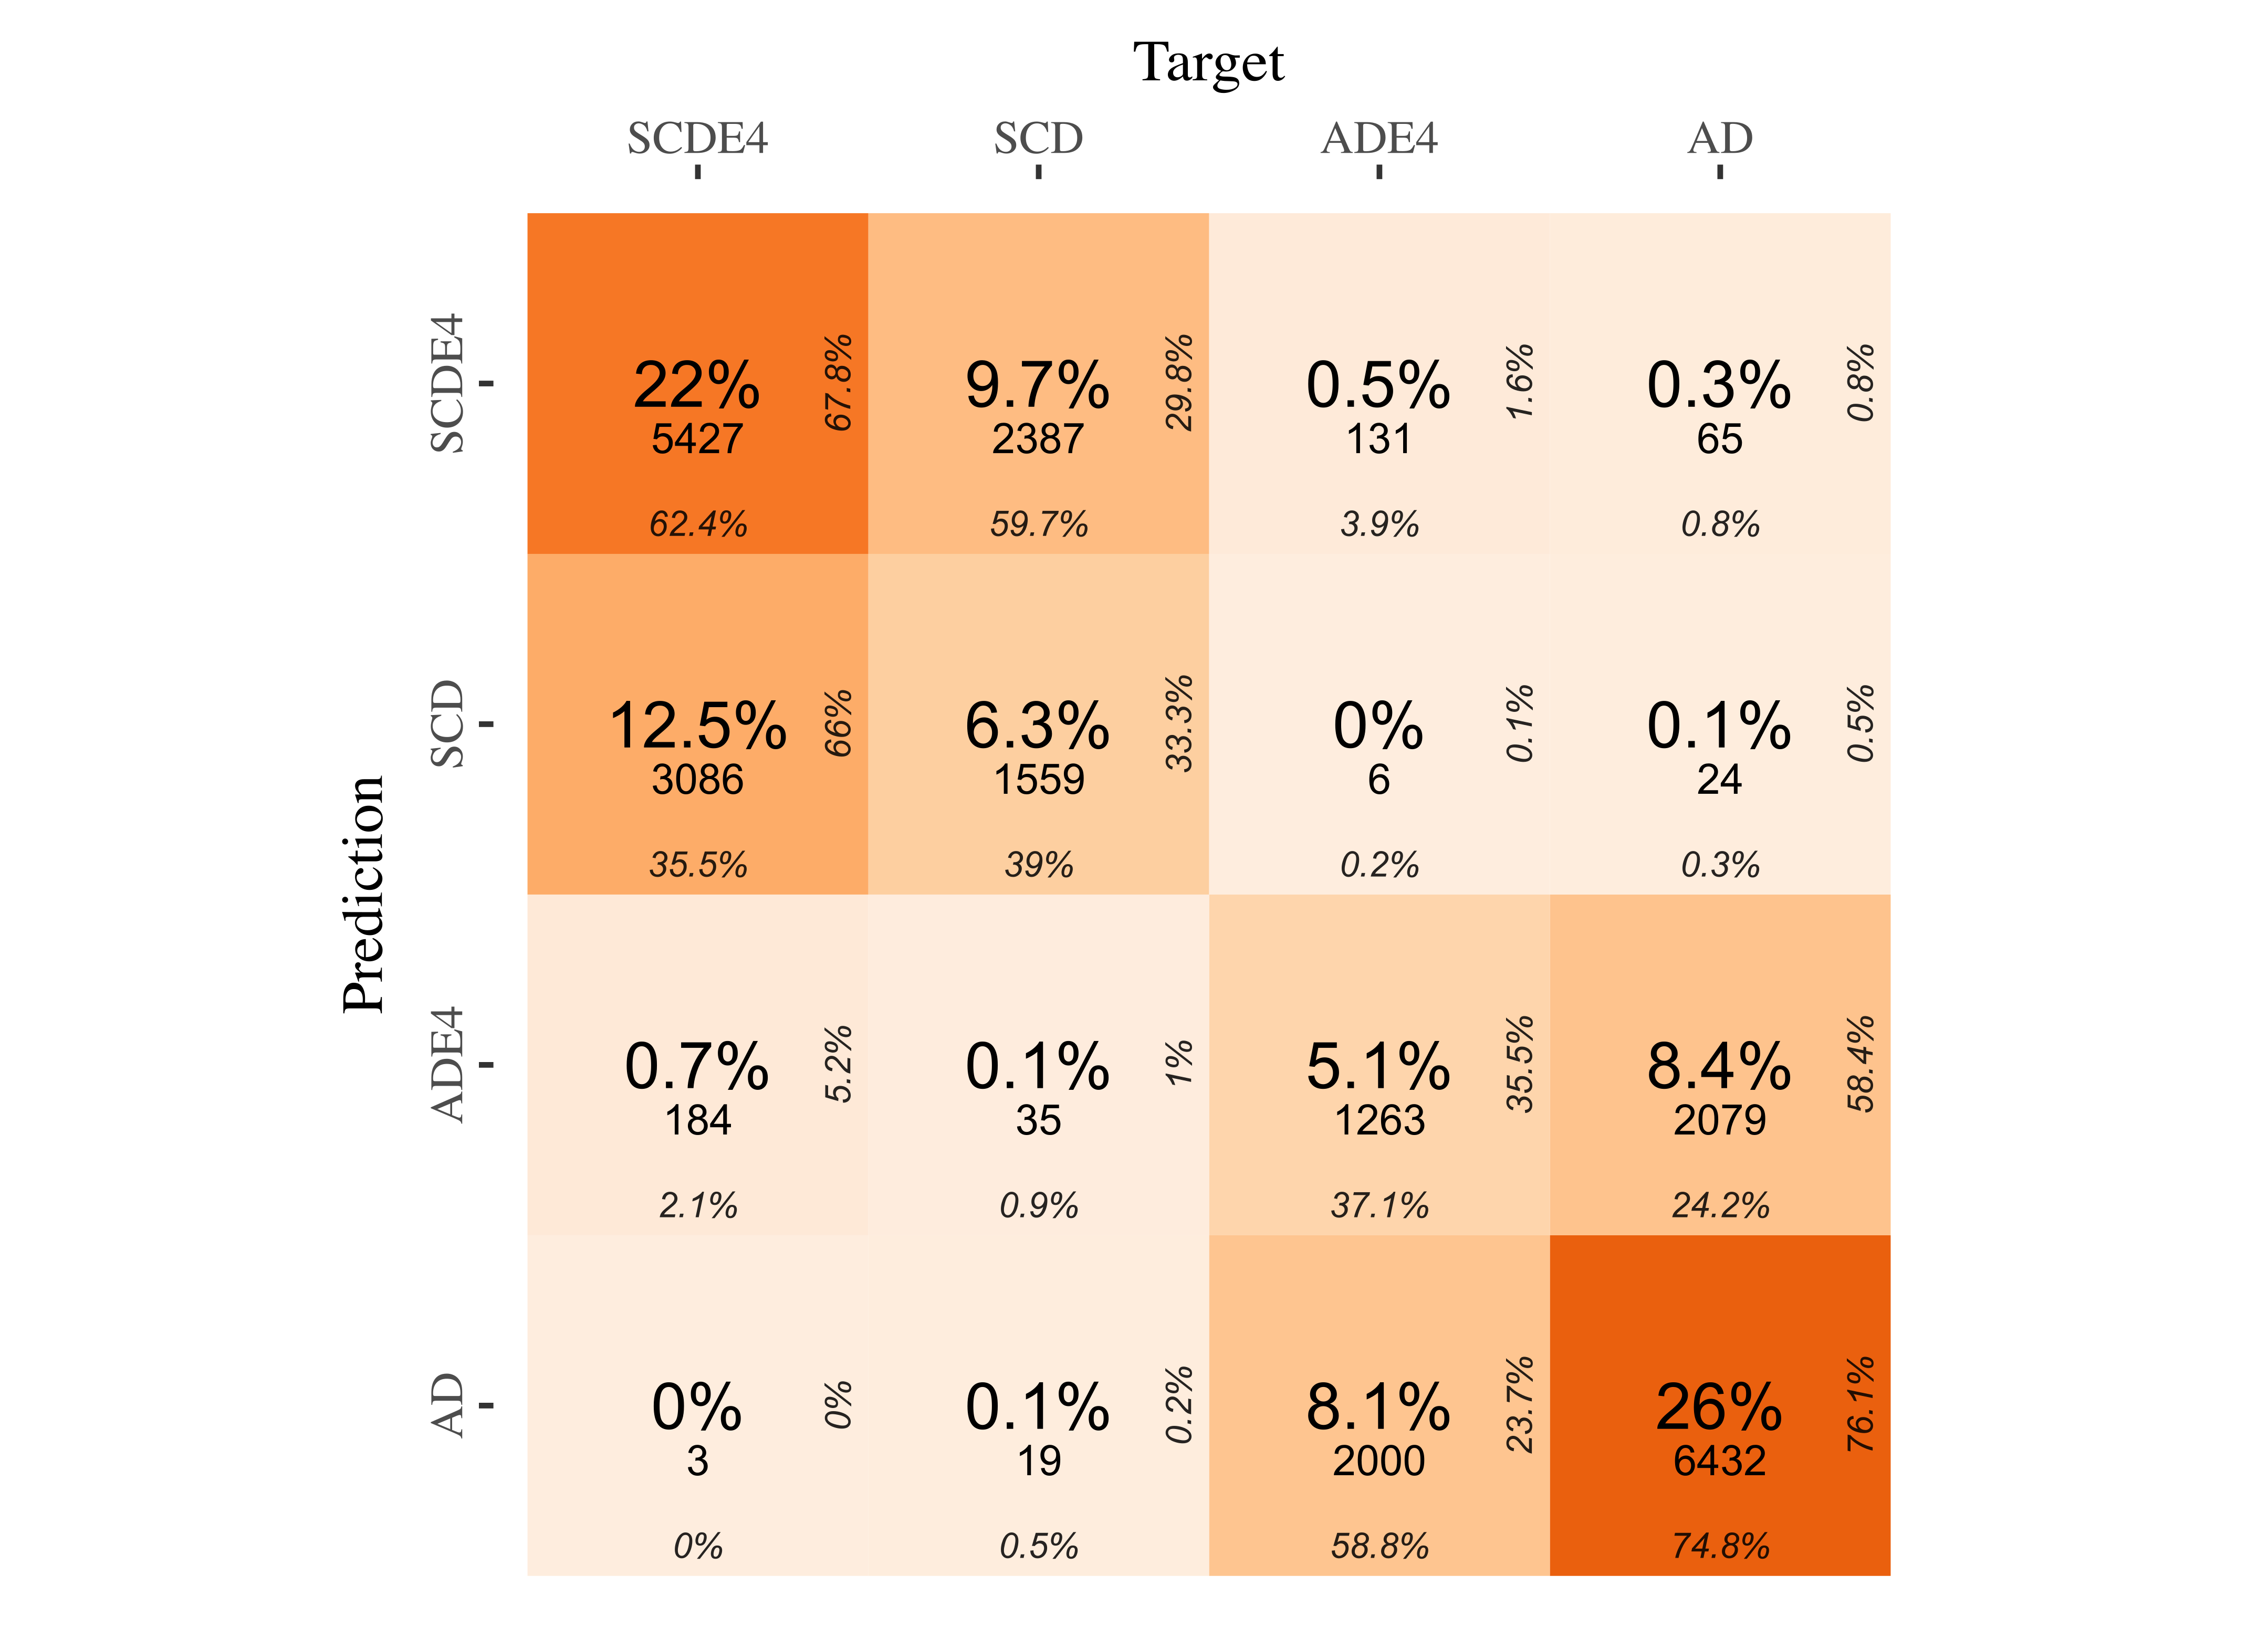 Target
SCDE4 SCD ADE4 AD
Prediction
SCDE4
22% 67.8% 9.7% 29.8% 0.5% 1.6% 0.3% 0.8%
5427 2387 131 65
62.4% 59.7% 3.9% 0.8%
SCD
12.5% 66% 6.3% 33.3% 0% 0.1% 0.1% 0.5%
3086 1559 6 24
35.5% 39% 0.2% 0.3%
ADE4
0.7% 5.2% 0.1% 1% 5.1% 35.5% 8.4% 58.4%
184 35 1263 2079
2.1% 0.9% 37.1% 24.2%
AD
0% 0% 0.1% 0.2% 8.1% 23.7% 26% 76.1%
3 19 2000 6432
0% 0.5% 58.8% 74.8%